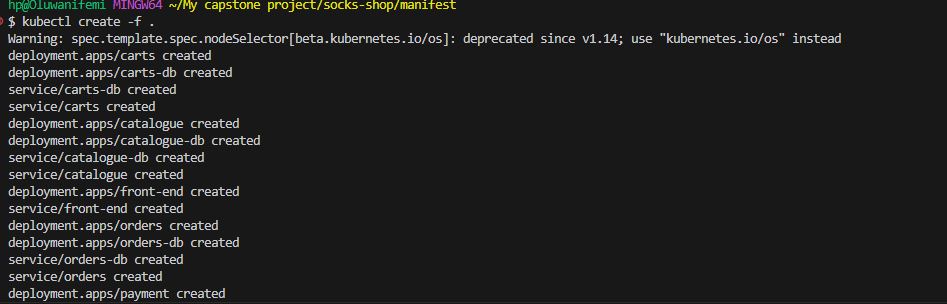 hp@Oluwanifemi MINGW64 ~/My capstone project/socks-shop/manifest
$ kubectl create -f .
Warning: spec.template.spec.nodeSelector[beta.kubernetes.io/os]: deprecated since v1.14; use "kubernetes.io/os" instead
deployment.apps/carts created
deployment.apps/carts-db created
service/carts-db created
service/carts created
deployment.apps/catalogue created
deployment.apps/catalogue-db created
service/catalogue-db created
service/catalogue created
deployment.apps/front-end created
service/front-end created
deployment.apps/orders created
deployment.apps/orders-db created
service/orders-db created
service/orders created
deployment.apps/payment created